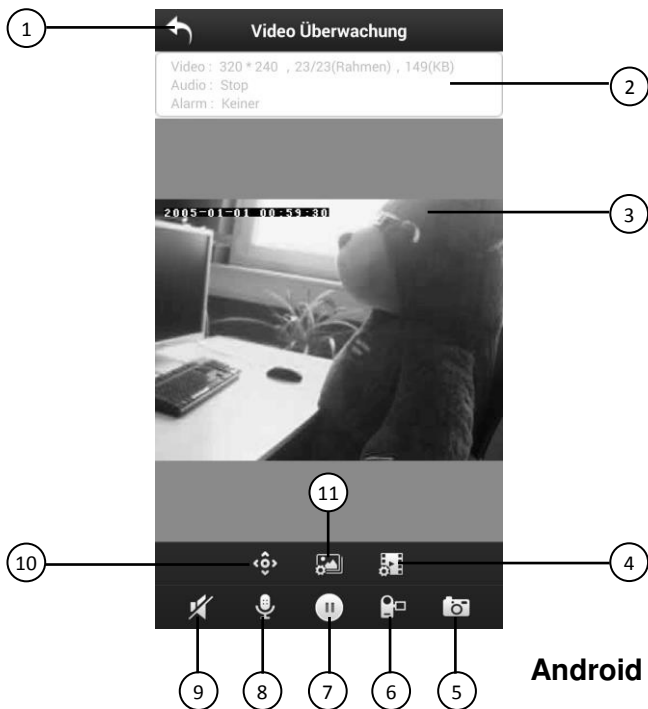 1
Video Überwachung
Video : 320 * 240 , 23/23(Rahmen) , 149(KB)
Audio : Stop
Alarm : Keiner
2
2005-01-01 00:59:30
3
11
10
4
9
8
7
6
5
Android